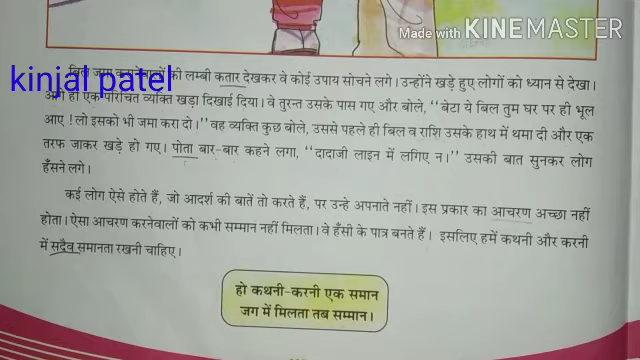 Made with KINEMASTER
kinjal patel
बिल जमा की लम्बी कतार देखकर वे कोई उपाय सोचने लगे। उन्होंने खड़े हुए लोगों को ध्यान से देखा।
आगे ही एक परिचित व्यक्ति खड़ा दिखाई दिया। वे तुरन्त उसके पास गए और बोले, "बेटा ये बिल तुम घर पर ही भूल
आए ! लो इसको भी जमा करा दो।" वह व्यक्ति कुछ बोले, उससे पहले ही बिल व राशि उसके हाथ में थमा दी और एक
तरफ जाकर खड़े हो गए। पोता बार-बार कहने लगा, "दादाजी लाइन में लगिए न।" उसकी बात सुनकर लोग
हँसने लगे।
कई लोग ऐसे होते हैं, जो आदर्श की बातें तो करते हैं, पर उन्हे अपनाते नहीं। इस प्रकार का आचरण अच्छा नहीं
होता। ऐसा आचरण करनेवालों को कभी सम्मान नहीं मिलता। वे हँसी के पात्र बनते हैं। इसलिए हमें कथनी और करनी
में सदैव समानता रखनी चाहिए।
हो कथनी-करनी एक समान
जग में मिलता तब सम्मान।